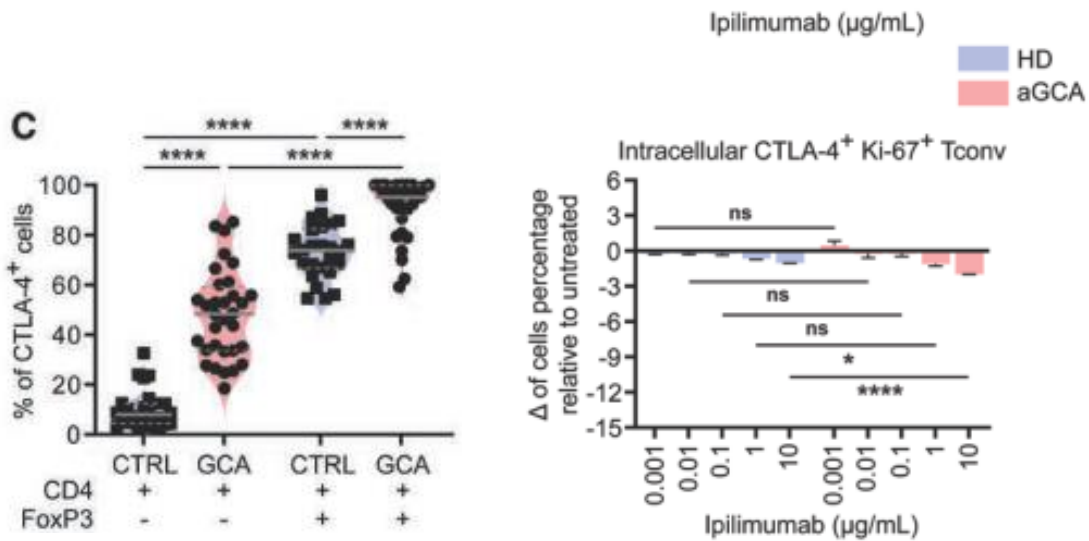 Ipilimumab (µg/mL)
HD
aGCA
C
****
****
****
****
% of CTLA-4⁺ cells
100
80
60
40
20
0
CTRL GCA CTRL GCA
CD4 + + + +
FoxP3 - - + +
Intracellular CTLA-4⁺ Ki-67⁺ Tconv
Δ of cells percentage
relative to untreated
6
3
0
-3
-6
-9
-12
-15
ns
ns
ns
*
****
0.001 0.01 0.1 1 10 0.001 0.01 0.1 1 10
Ipilimumab (µg/mL)